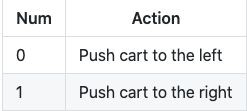 Num Action
0 Push cart to the left
1 Push cart to the right